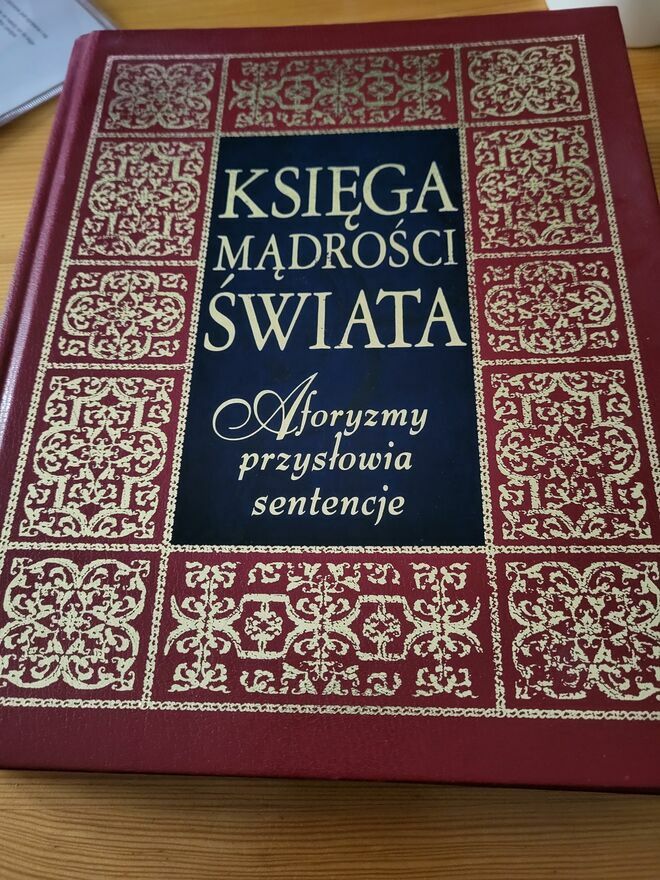 KSIĘGA
MĄDROŚCI
ŚWIATA
Aforyzmy
przysłowia
sentencje